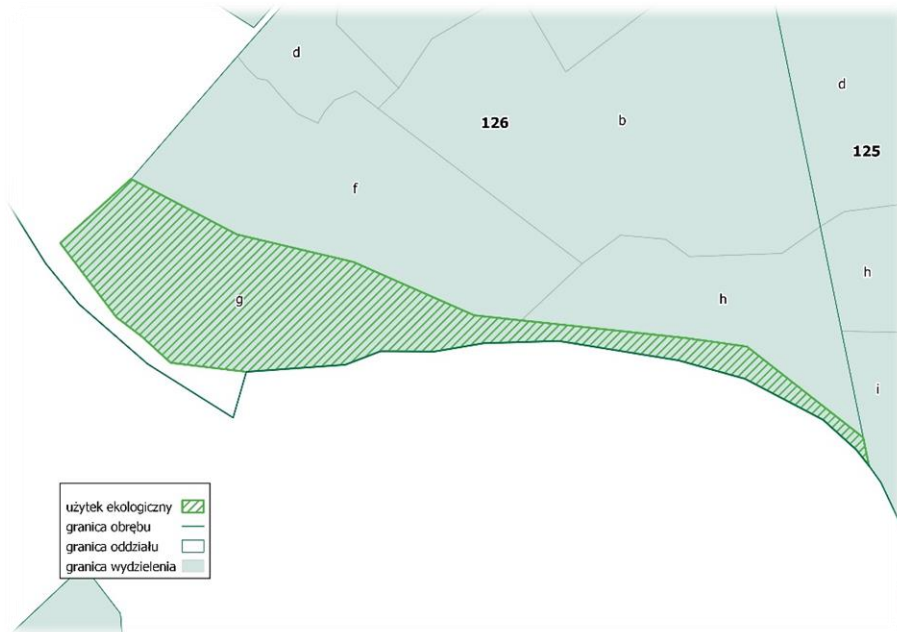 d
d
126
b
125
f
g
h
h
i
użytek ekologiczny
granica obrębu
granica oddziału
granica wydzielenia